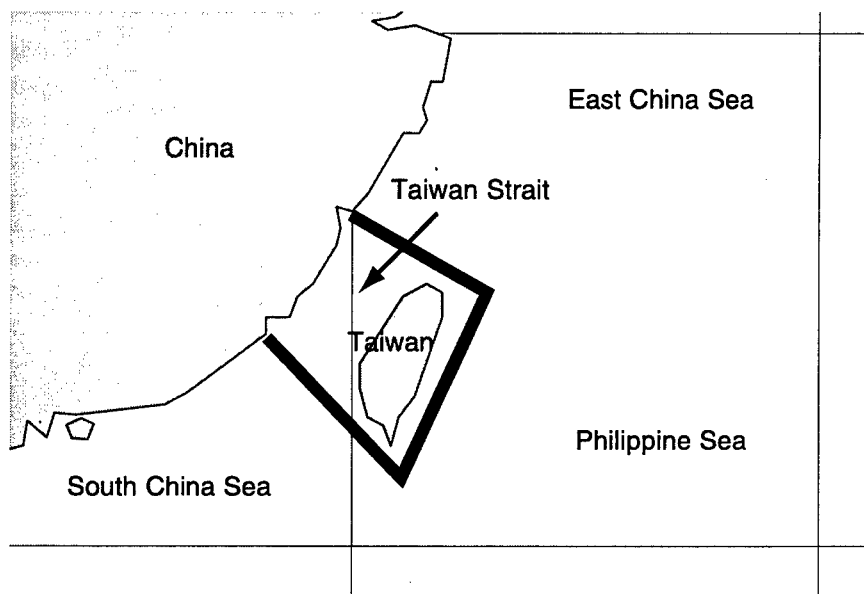 East China Sea
China
Taiwan Strait
Taiwan
Philippine Sea
South China Sea